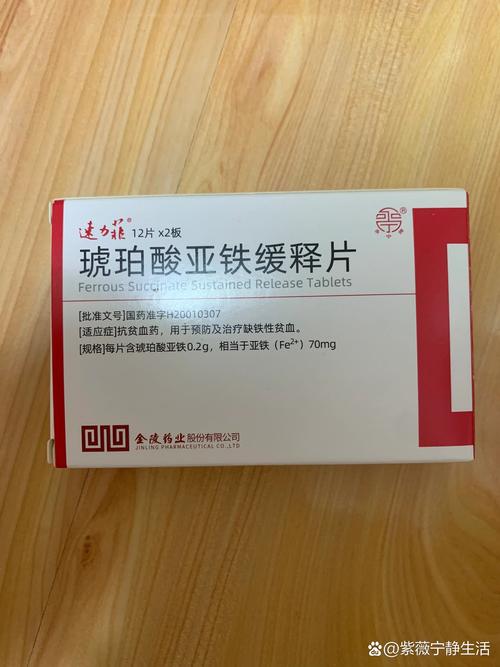 速力菲® 12片 x2板
琥珀酸亚铁缓释片
Ferrous Succinate Sustained Release Tablets
[批准文号]国药准字H20010307
[适应症]抗贫血药，用于预防及治疗缺铁性贫血。
[规格]每片含琥珀酸亚铁0.2g，相当于亚铁（Fe²⁺）70mg
金陵药业股份有限公司
JINLING PHARMACEUTICAL CO.,LTD
百家号/紫薇宁静生活